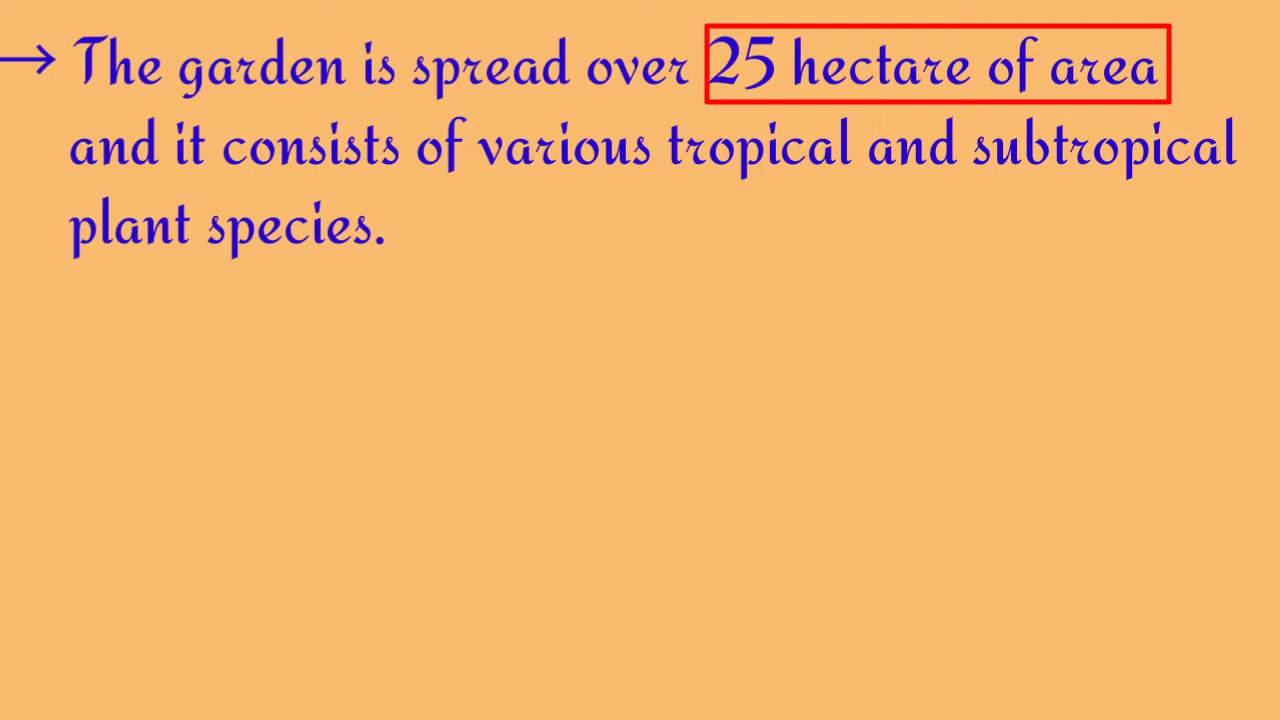 → The garden is spread over 25 hectare of area
and it consists of various tropical and subtropical
plant species.